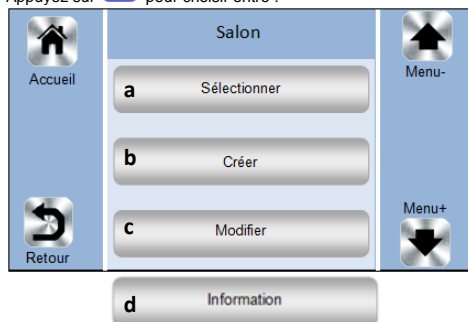 Appuyez sur pour choisir entre :
Salon
Accueil
Menu-
a Sélectionner
b Créer
c Modifier
Menu+
Retour
d Information